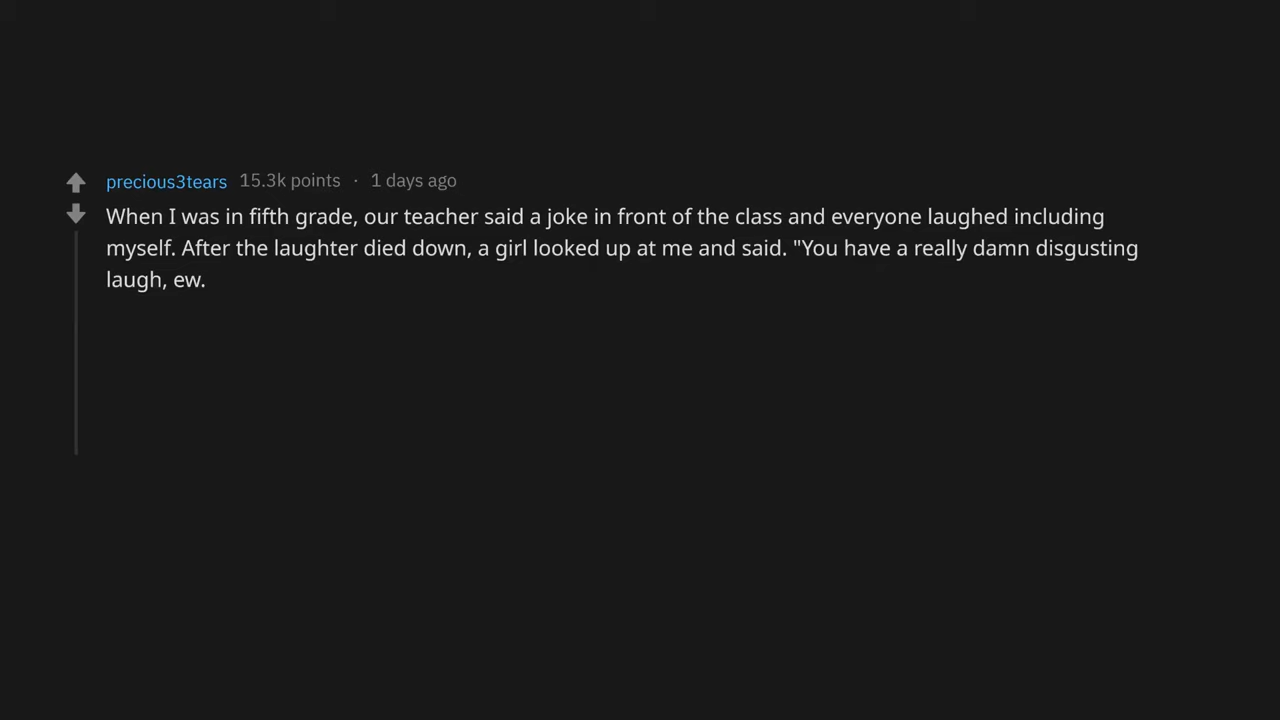 precious3tears 15.3k points · 1 days ago
When I was in fifth grade, our teacher said a joke in front of the class and everyone laughed including
myself. After the laughter died down, a girl looked up at me and said. "You have a really damn disgusting
laugh, ew.